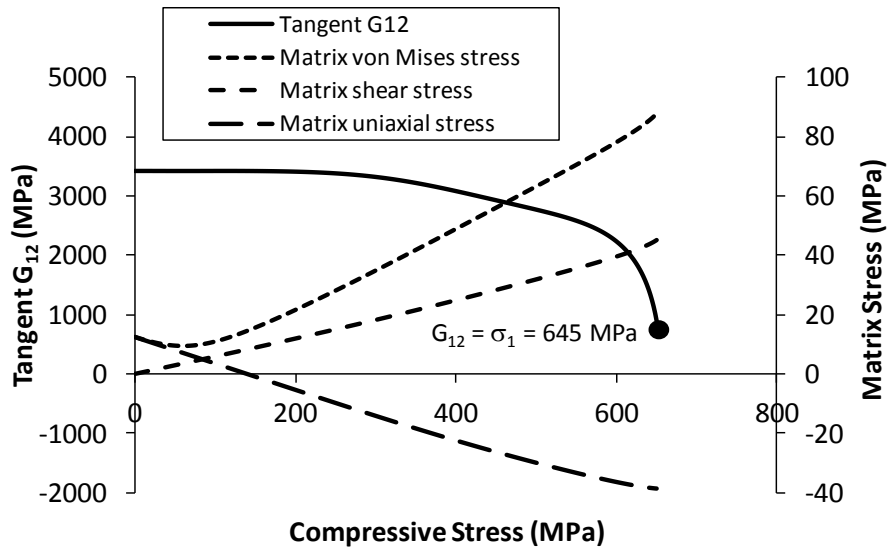 Tangent G12
Matrix von Mises stress
Matrix shear stress
Matrix uniaxial stress
5000
4000
3000
2000
1000
0
-1000
-2000
Tangent G12 (MPa)
100
80
60
40
20
0
-20
-40
Matrix Stress (MPa)
0
200
400
600
800
G12 = σ1 = 645 MPa
Compressive Stress (MPa)